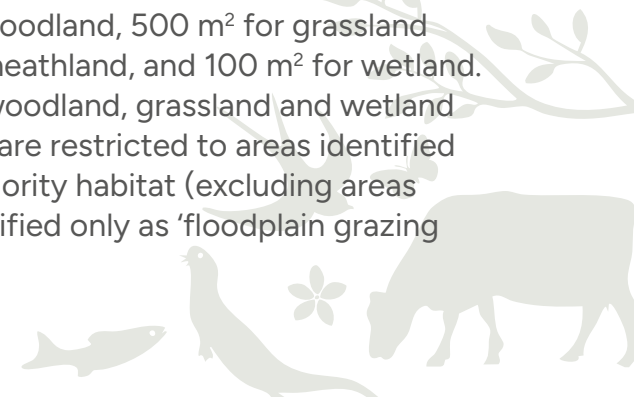 oodland, 500 m² for grassland
heathland, and 100 m² for wetland.
woodland, grassland and wetland
are restricted to areas identified
ority habitat (excluding areas
ified only as ‘floodplain grazing